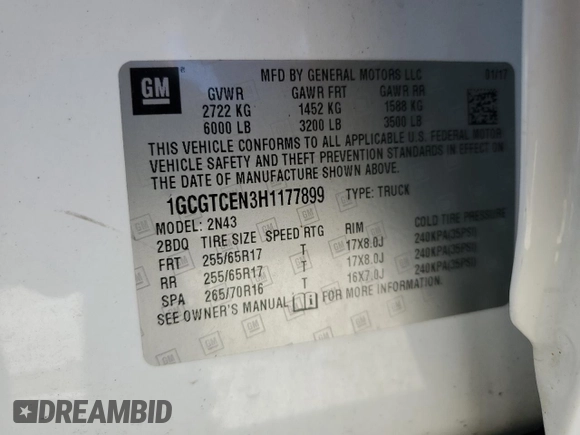 GM ®
MFD BY GENERAL MOTORS LLC 01/17
GVWR GAWR FRT GAWR RR
2722 KG 1452 KG 1588 KG
6000 LB 3200 LB 3500 LB
THIS VEHICLE CONFORMS TO ALL APPLICABLE U.S. FEDERAL MOTOR
VEHICLE SAFETY AND THEFT PREVENTION STANDARDS IN EFFECT ON
THE DATE OF MANUFACTURE SHOWN ABOVE.
1GCGTCEN3H1177899 TYPE: TRUCK
MODEL: 2N43
2BDQ TIRE SIZE SPEED RTG RIM COLD TIRE PRESSURE
FRT 255/65R17 T 17X8.0J 240KPA(35PSI)
RR 255/65R17 T 17X8.0J 240KPA(35PSI)
SPA 265/70R16 T 16X7.0J 240KPA(35PSI)
SEE OWNER'S MANUAL
DREAMBID